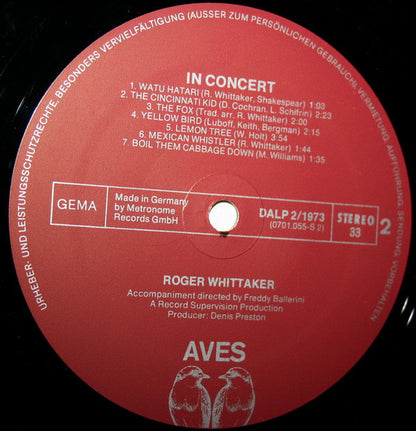 URHEBER- UND LEISTUNGSSCHUTZRECHTE, BESONDERS VERVIELFÄLTIGUNG (AUSSER ZUM PERSÖNLICHEN GEBRAUCH), VERMIETUNG, AUFFÜHRUNG, SENDUNG, VORBEHALTEN
IN CONCERT
1. WATU HATARI (R. Whittaker, Shakespear) 1:03
2. THE CINCINNATI KID (D. Cochran, L. Schifrin) 2:23
3. THE FOX (Trad. arr. R. Whittaker) 2:00
4. YELLOW BIRD (Luboff, Keith, Bergman) 2:15
5. LEMON TREE (W. Holt) 3:54
6. MEXICAN WHISTLER (R. Whittaker) 1:44
7. BOIL THEM CABBAGE DOWN (M. Williams) 1:35
GEMA
Made in Germany
by Metronome
Records GmbH
DALP 2/1973
(0701.055-S 2)
STEREO
33
2
ROGER WHITTAKER
Accompaniment directed by Freddy Ballerini
A Record Supervision Production
Producer: Denis Preston
AVES